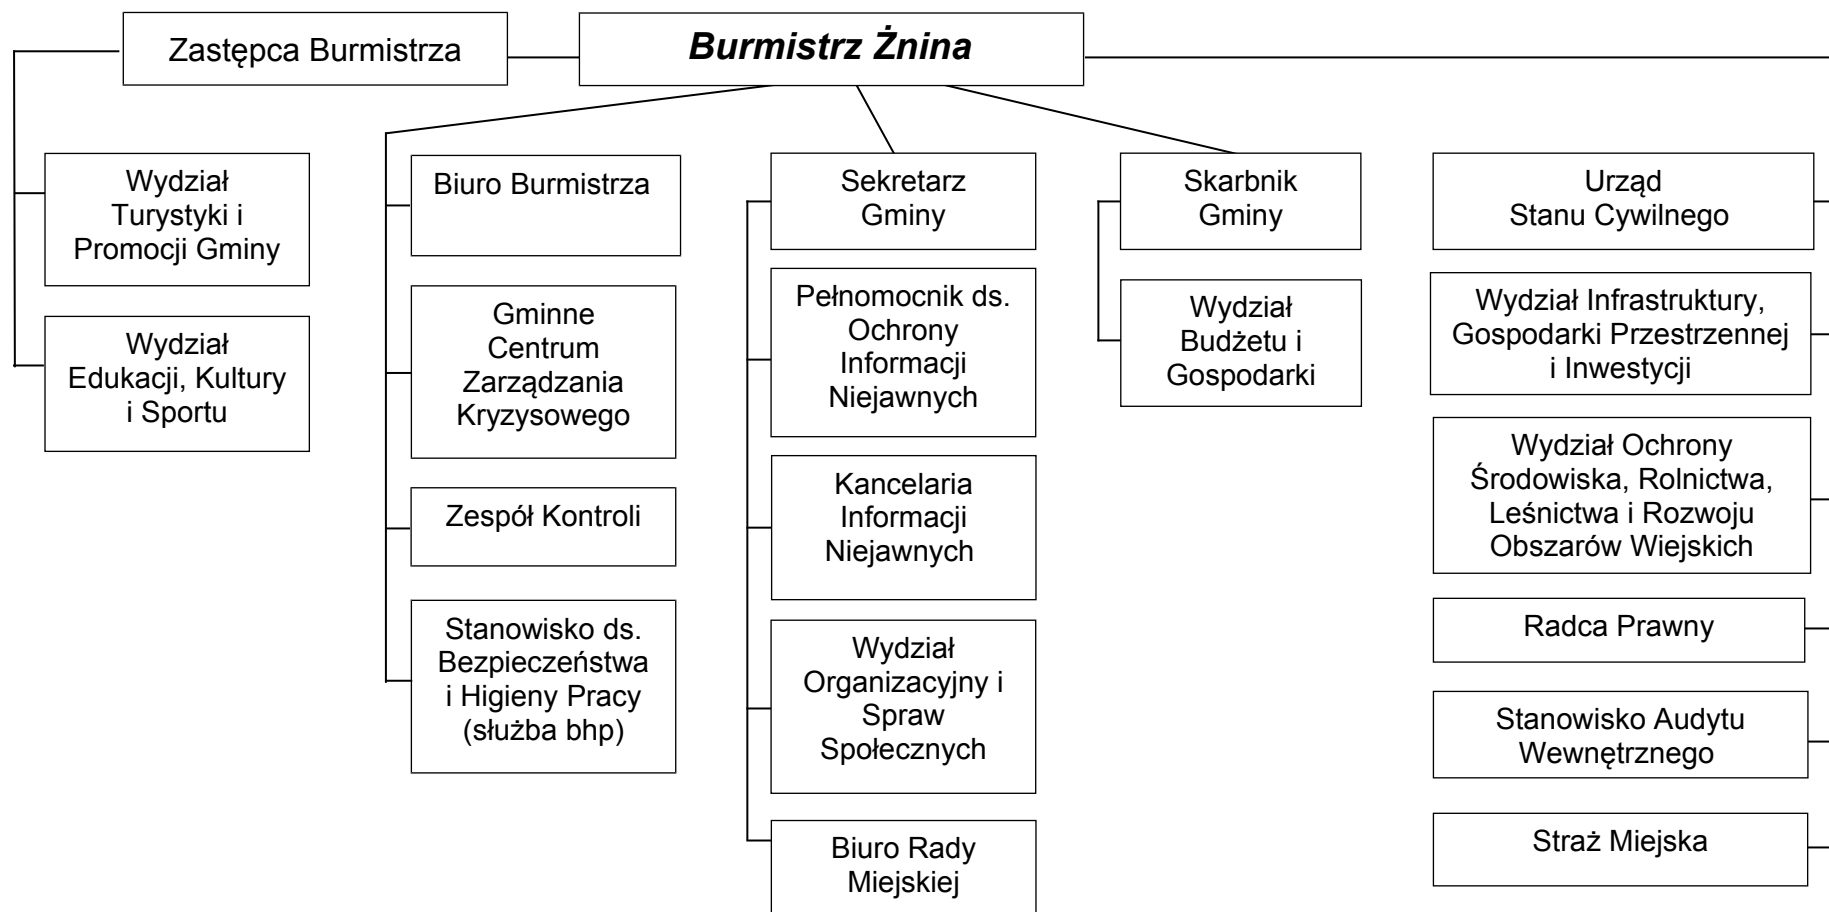 Zastępca Burmistrza
Burmistrz Żnina
Wydział
Turystyki i
Promocji Gminy
Wydział
Edukacji, Kultury
i Sportu
Biuro Burmistrza
Gminne
Centrum
Zarządzania
Kryzysowego
Zespół Kontroli
Stanowisko ds.
Bezpieczeństwa
i Higieny Pracy
(służba bhp)
Sekretarz
Gminy
Pełnomocnik ds.
Ochrony
Informacji
Niejawnych
Kancelaria
Informacji
Niejawnych
Wydział
Organizacyjny i
Spraw
Społecznych
Biuro Rady
Miejskiej
Skarbnik
Gminy
Wydział
Budżetu i
Gospodarki
Urząd
Stanu Cywilnego
Wydział Infrastruktury,
Gospodarki Przestrzennej
i Inwestycji
Wydział Ochrony
Środowiska, Rolnictwa,
Leśnictwa i Rozwoju
Obszarów Wiejskich
Radca Prawny
Stanowisko Audytu
Wewnętrznego
Straż Miejska